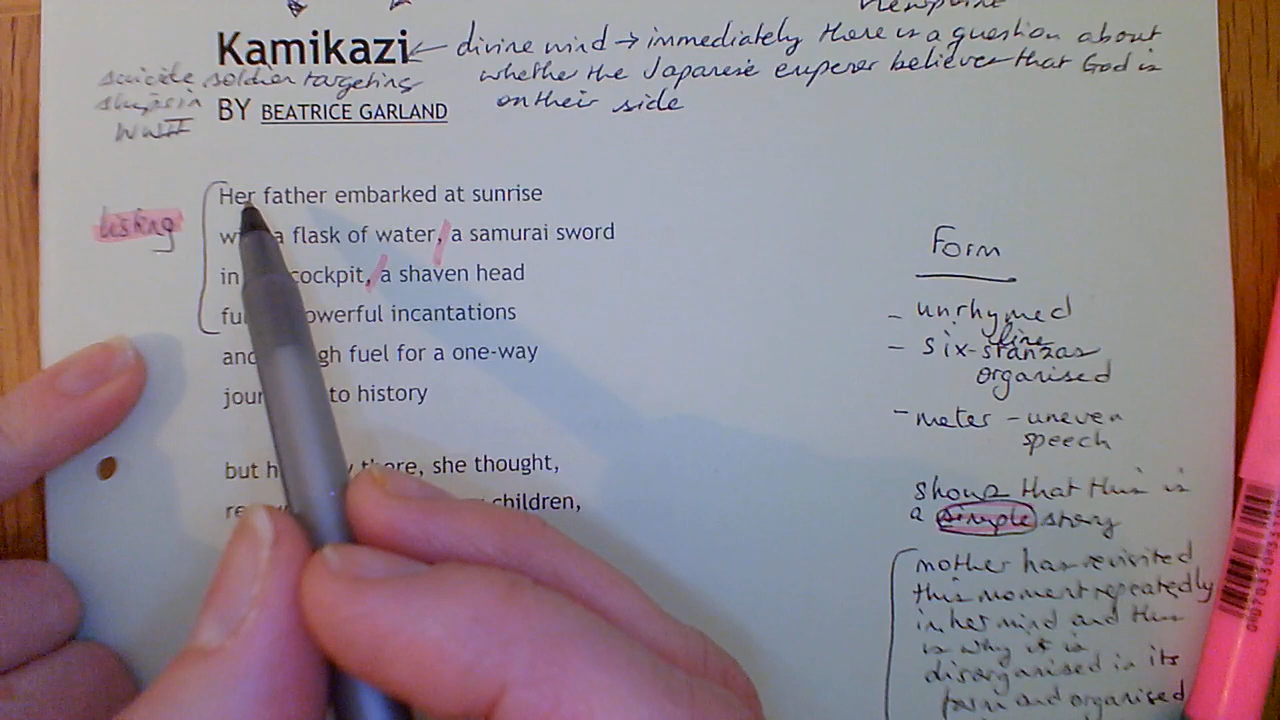 Kamikazi ← divine wind → immediately there is a question about
suicide soldier targeting
whether the Japanese emperor believes that God is
ships in
on their side
WWII
BY BEATRICE GARLAND
Her father embarked at sunrise
listing
a flask of water, a samurai sword
in cockpit, a shaven head
powerful incantations
fuel for a one-way
to history
but there, she thought,
children,
Form
- unrhymed
line
- six-stanzas
organised
- meter - uneven
speech
shows that this is
a simple story
mother has revisited
this moment repeatedly
in her mind and this
is why it is
disorganised in its
form and organised